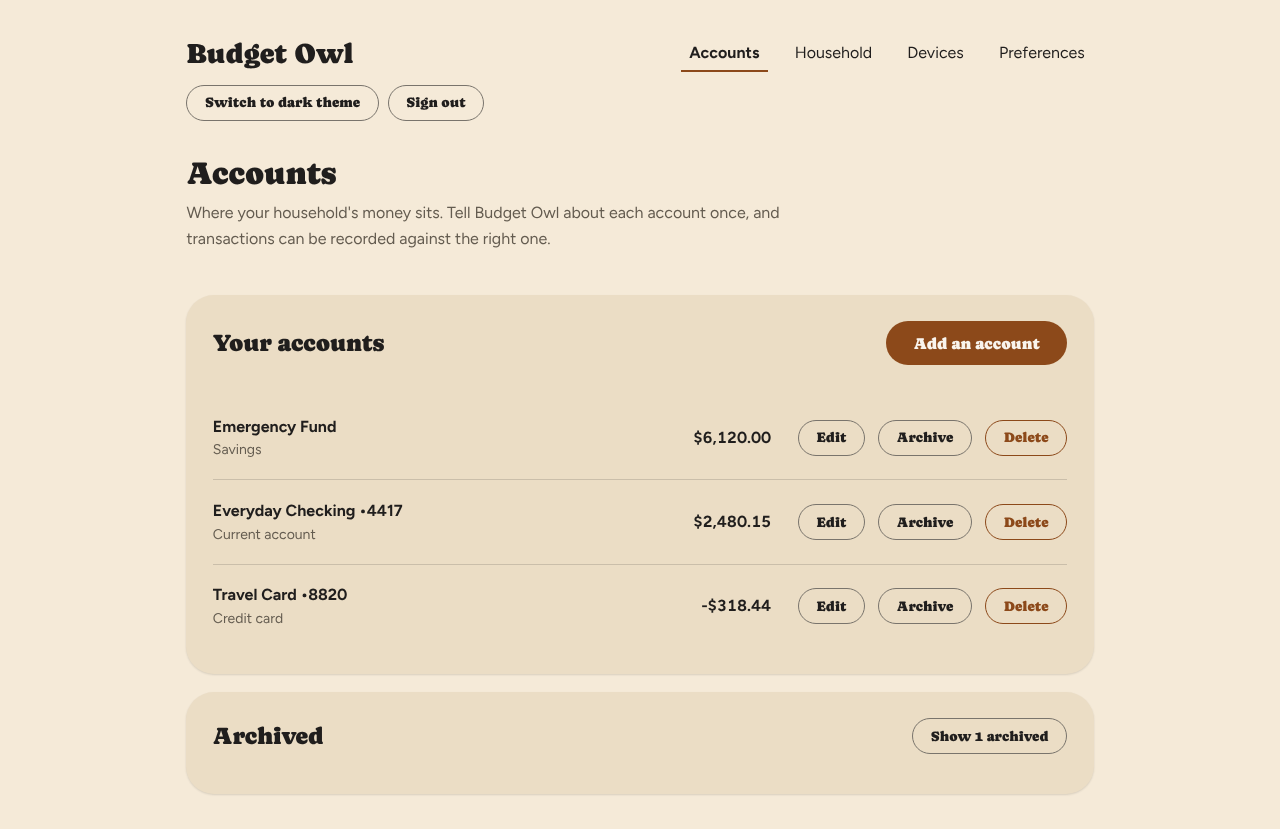 Budget Owl
Accounts Household Devices Preferences
Switch to dark theme Sign out
Accounts
Where your household's money sits. Tell Budget Owl about each account once, and
transactions can be recorded against the right one.
Your accounts Add an account
Emergency Fund
Savings
$6,120.00 Edit Archive Delete
Everyday Checking •4417
Current account
$2,480.15 Edit Archive Delete
Travel Card •8820
Credit card
-$318.44 Edit Archive Delete
Archived Show 1 archived